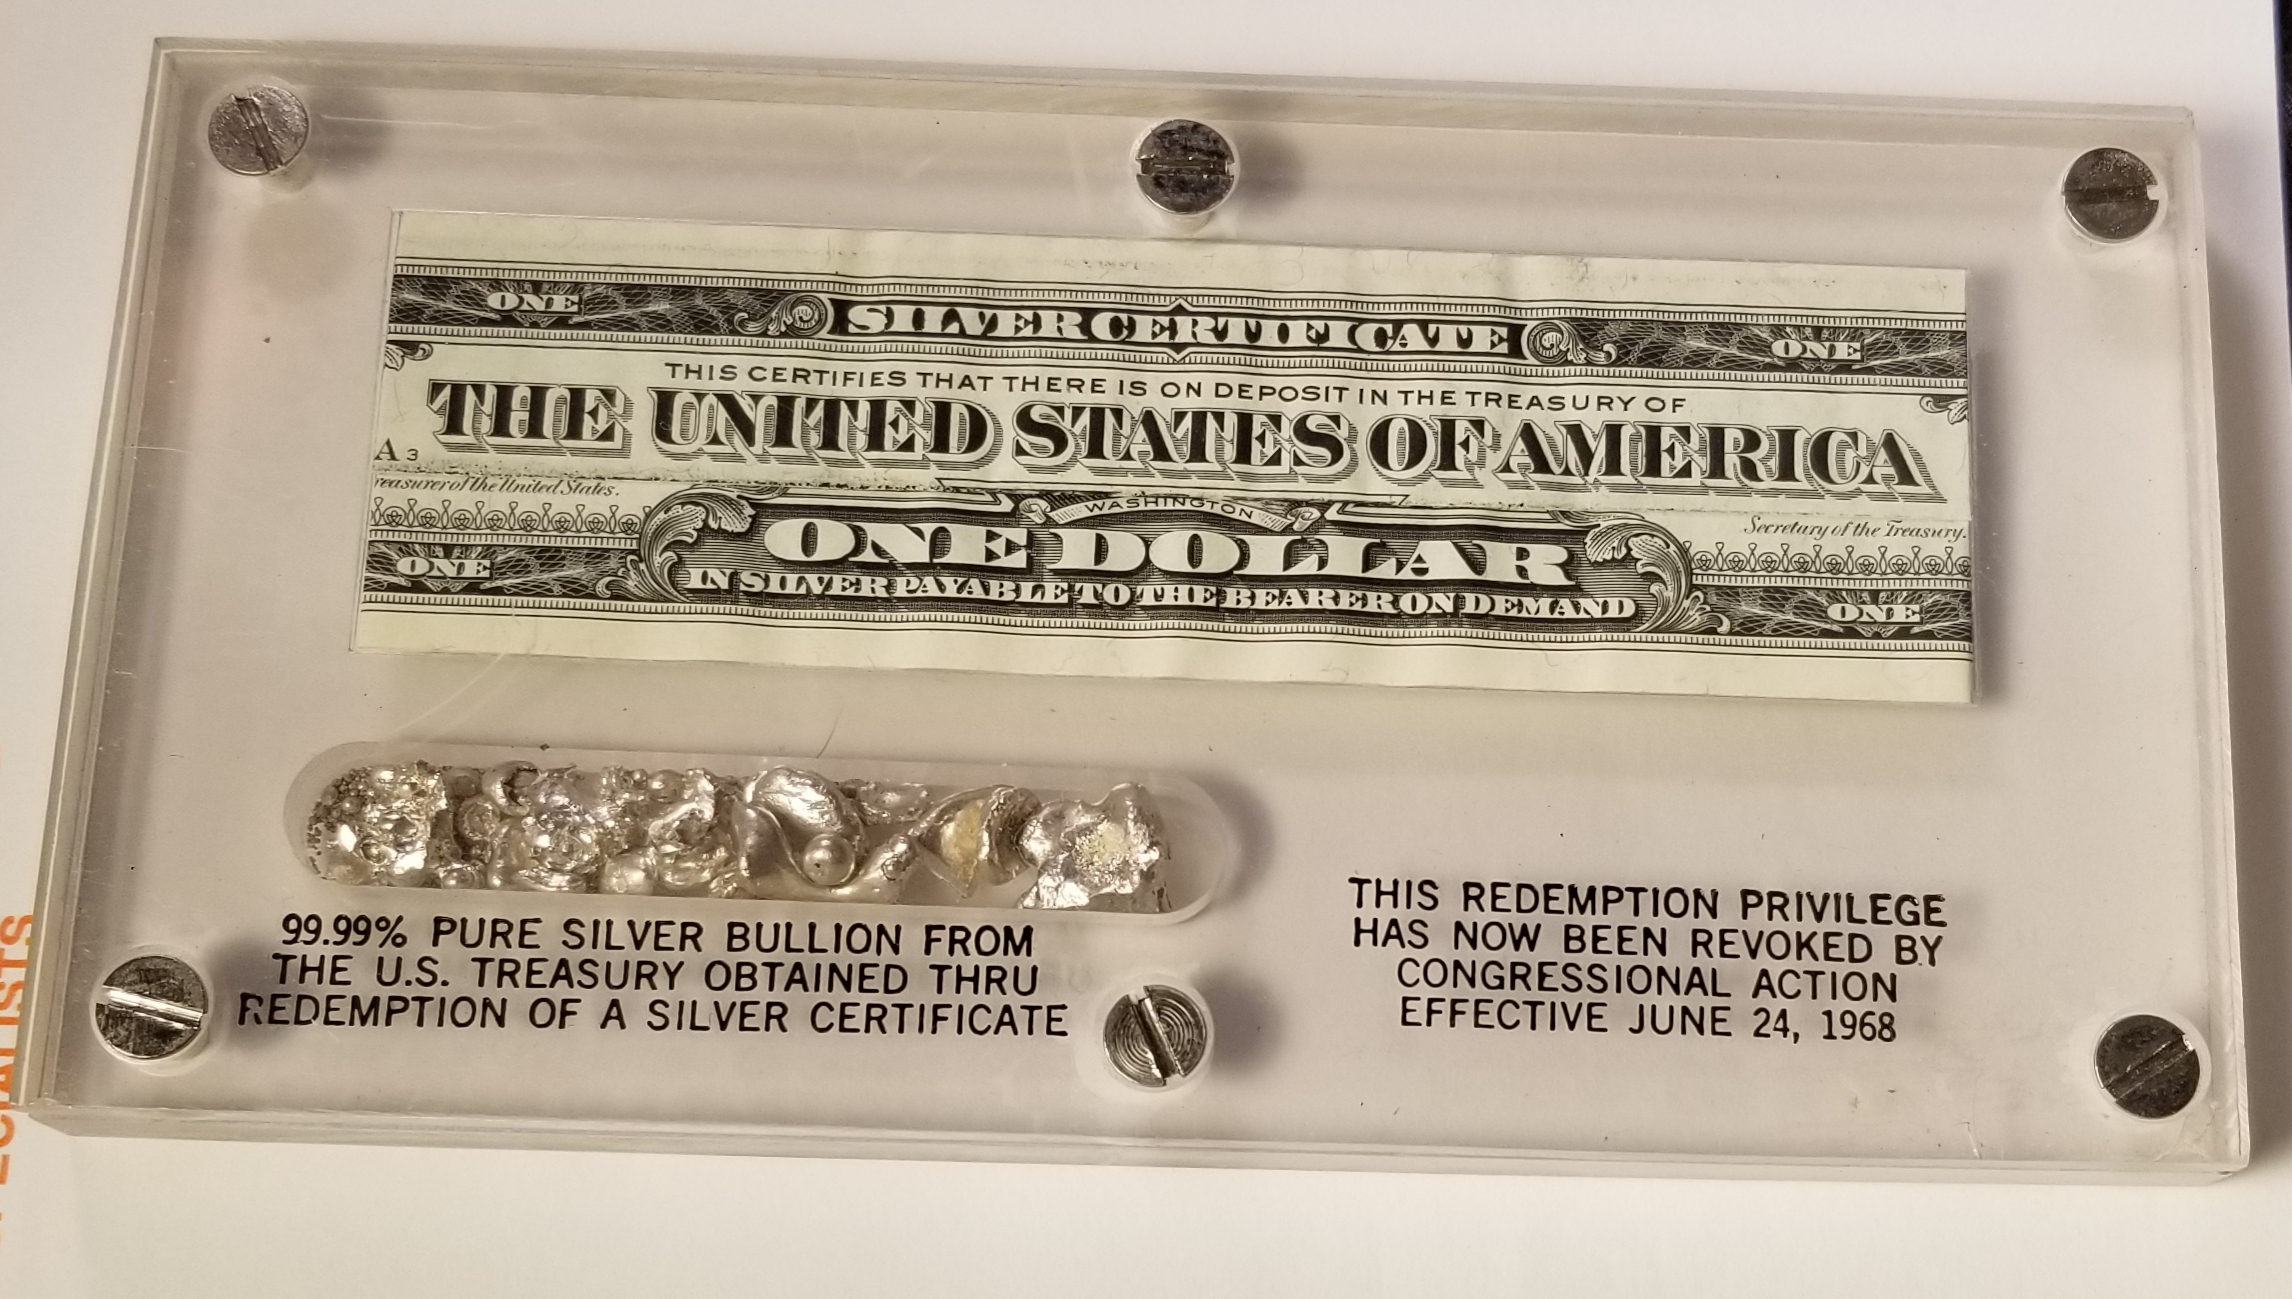 ONE SILVER CERTIFICATE ONE
THIS CERTIFIES THAT THERE IS ON DEPOSIT IN THE TREASURY OF
THE UNITED STATES OF AMERICA
A 3
Treasurer of the United States.
WASHINGTON
Secretary of the Treasury.
ONE DOLLAR
ONE
IN SILVER PAYABLE TO THE BEARER ON DEMAND
ONE
99.99% PURE SILVER BULLION FROM
THE U.S. TREASURY OBTAINED THRU
REDEMPTION OF A SILVER CERTIFICATE
THIS REDEMPTION PRIVILEGE
HAS NOW BEEN REVOKED BY
CONGRESSIONAL ACTION
EFFECTIVE JUNE 24, 1968